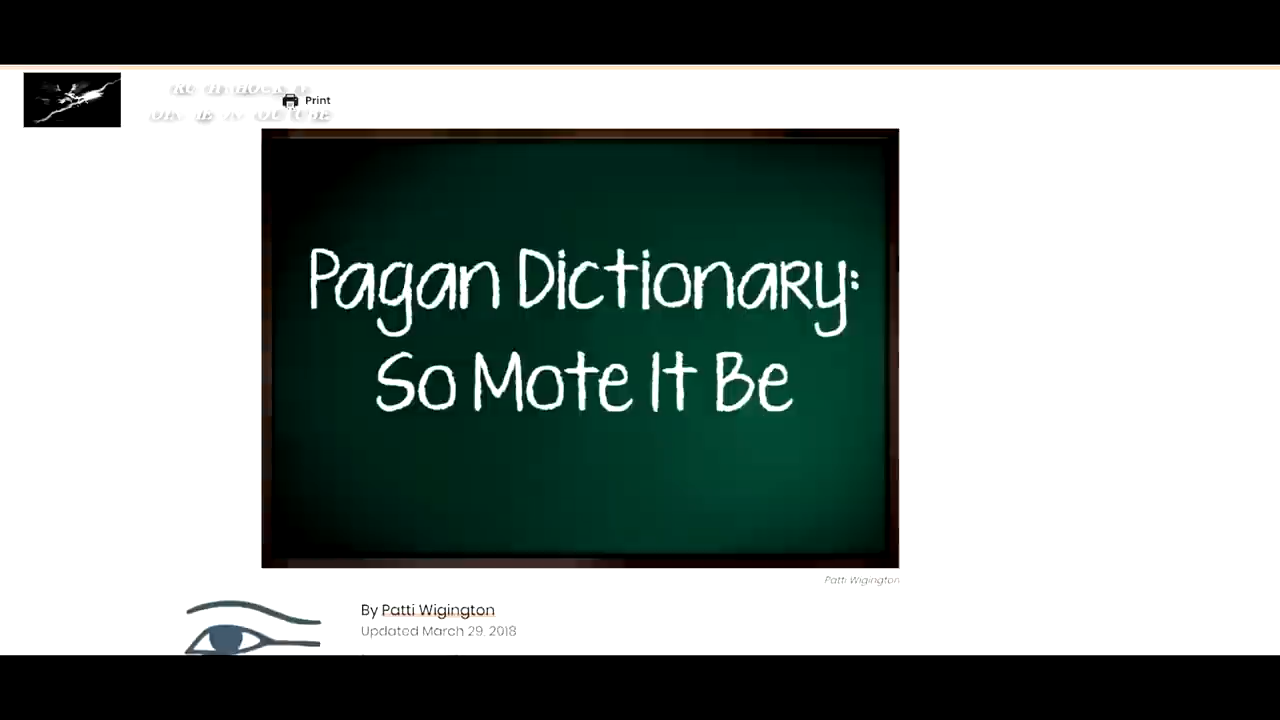 Print
Pagan Dictionary:
So Mote It Be
Patti Wigington
By Patti Wigington
Updated March 29, 2018